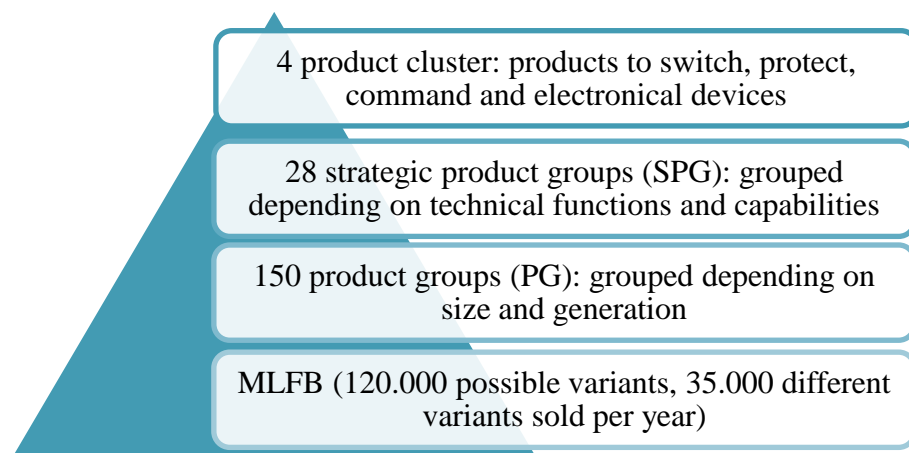 4 product cluster: products to switch, protect,
command and electronical devices
28 strategic product groups (SPG): grouped
depending on technical functions and capabilities
150 product groups (PG): grouped depending on
size and generation
MLFB (120.000 possible variants, 35.000 different
variants sold per year)